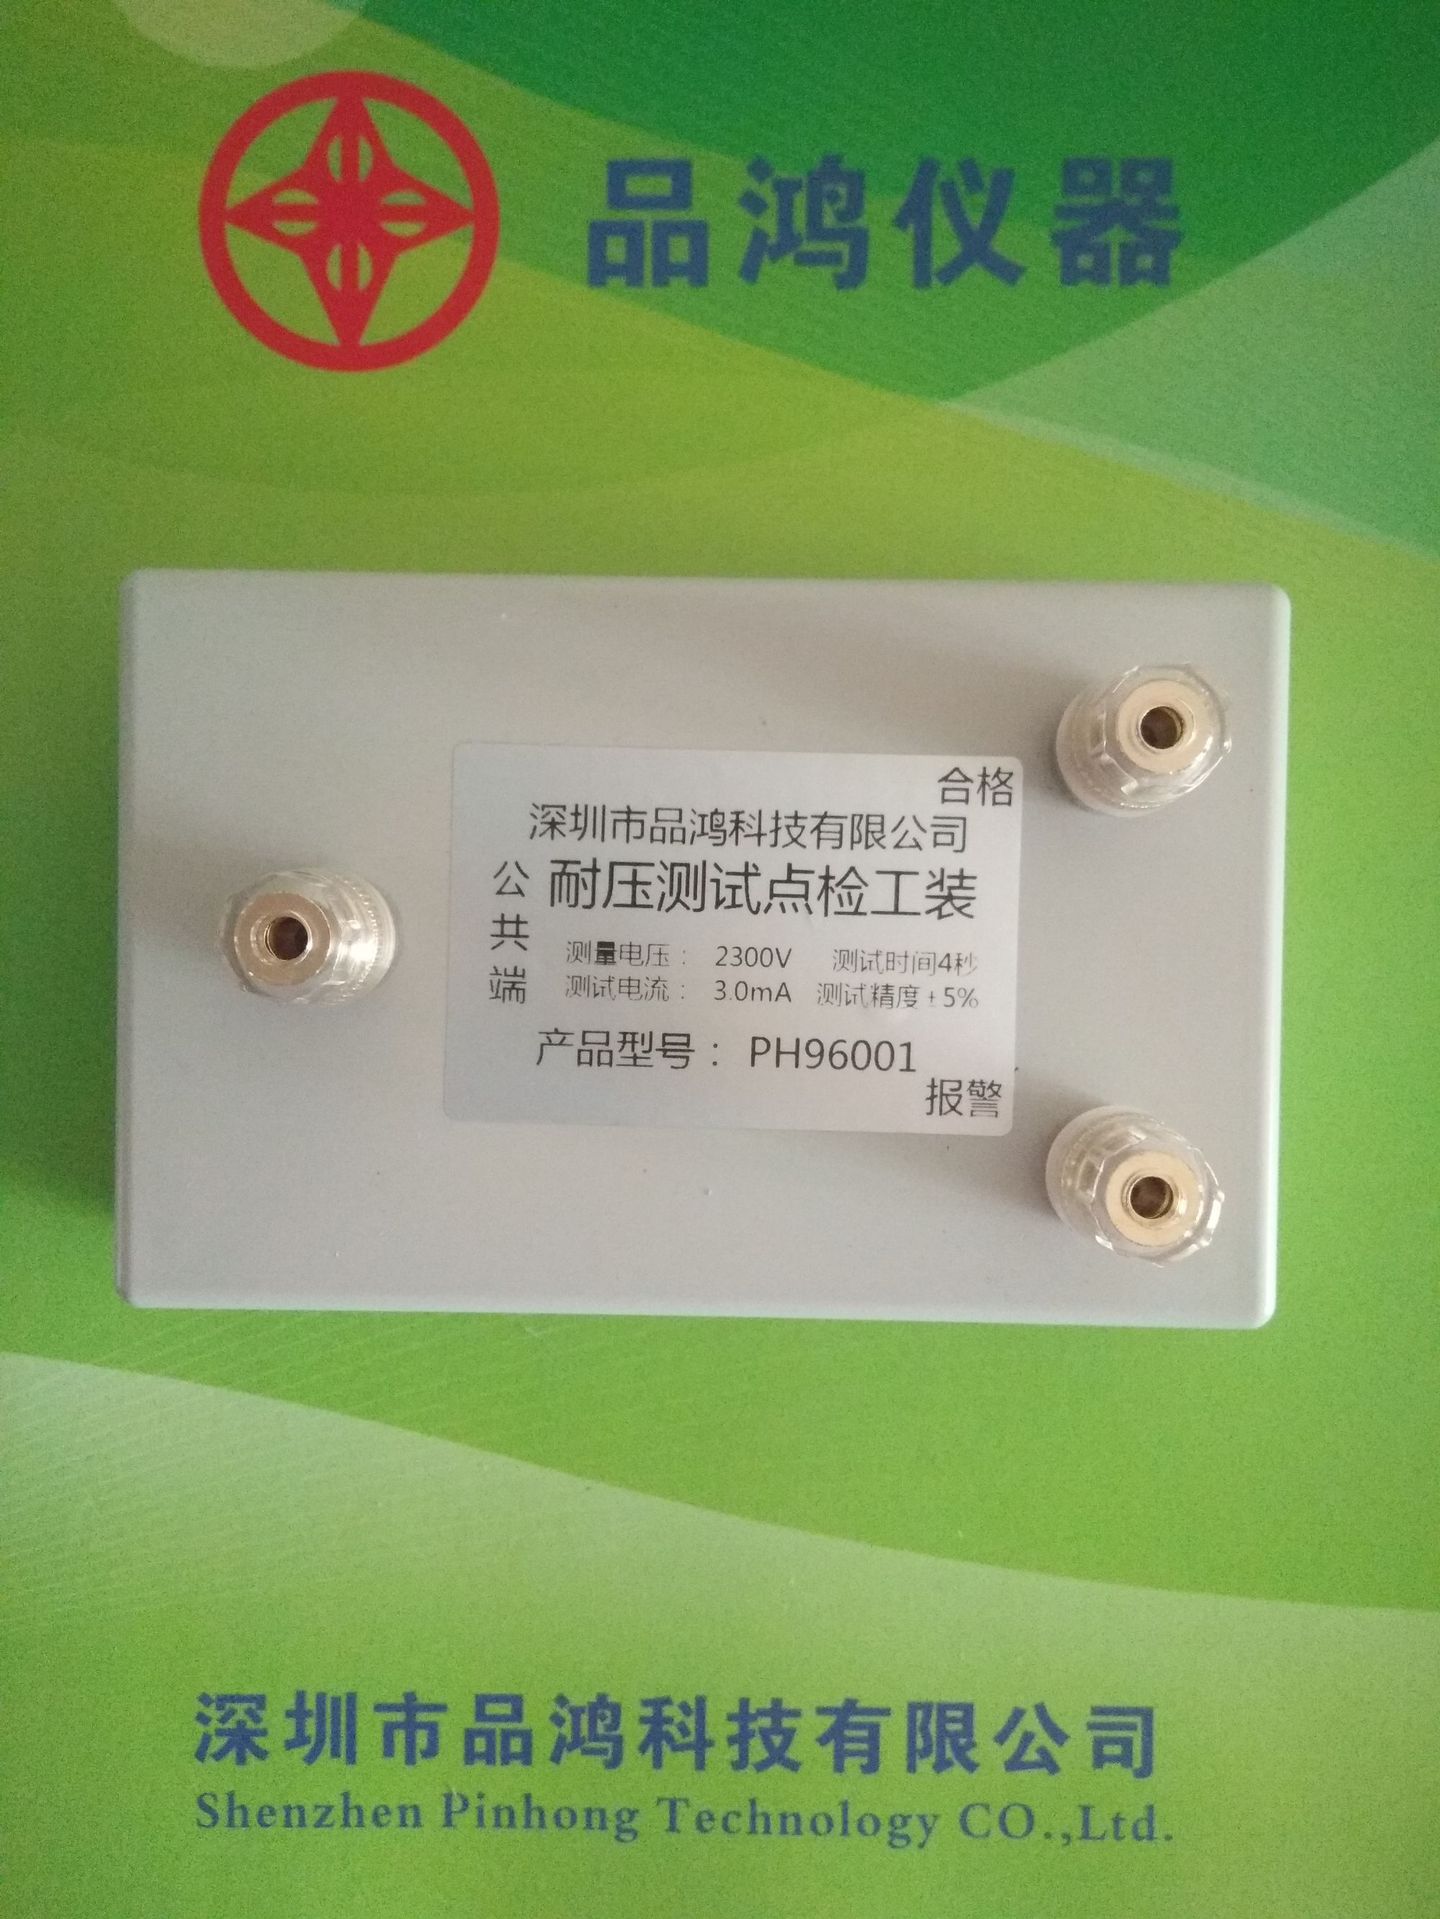 品鸿仪器
合格
深圳市品鸿科技有限公司
公共端
耐压测试点检工装
测量电压： 2300V 测试时间4秒
测试电流： 3.0mA 测试精度±5%
产品型号： PH96001
报警
深圳市品鸿科技有限公司
Shenzhen Pinhong Technology CO.,Ltd.